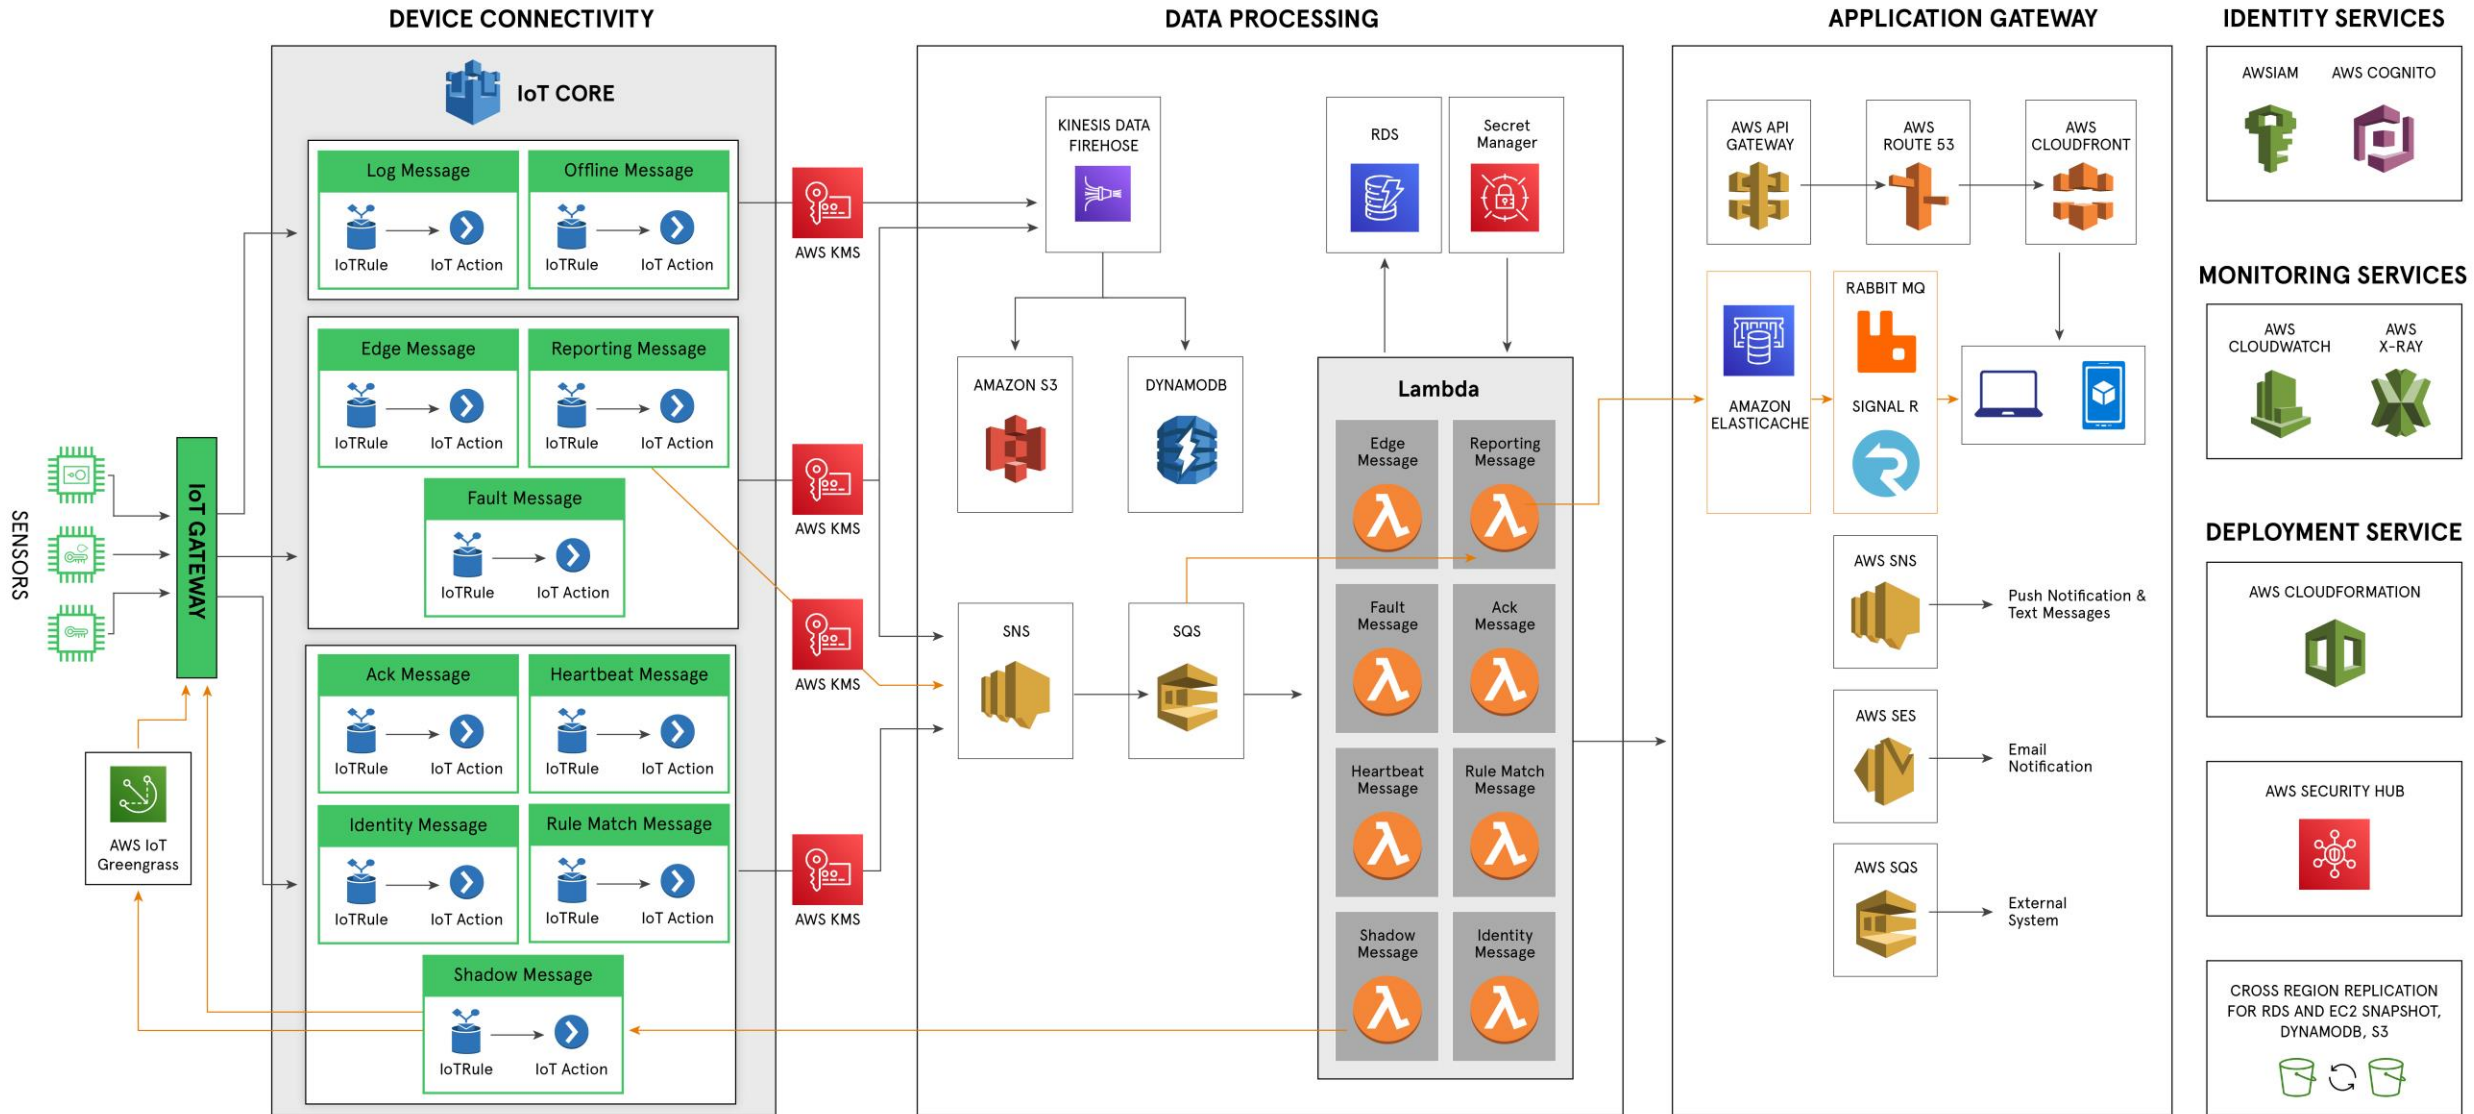 DEVICE CONNECTIVITY
DATA PROCESSING
APPLICATION GATEWAY
IDENTITY SERVICES
SENSORS
IoT GATEWAY
AWS IoT
Greengrass
IoT CORE
Log Message
IoTRule
IoT Action
Offline Message
IoTRule
IoT Action
Edge Message
IoTRule
IoT Action
Reporting Message
IoTRule
IoT Action
Fault Message
IoTRule
IoT Action
Ack Message
IoTRule
IoT Action
Heartbeat Message
IoTRule
IoT Action
Identity Message
IoTRule
IoT Action
Rule Match Message
IoTRule
IoT Action
Shadow Message
IoTRule
IoT Action
AWS KMS
AWS KMS
AWS KMS
AWS KMS
KINESIS DATA
FIREHOSE
AMAZON S3
DYNAMODB
SNS
SQS
RDS
Secret
Manager
Lambda
Edge
Message
Reporting
Message
Fault
Message
Ack
Message
Heartbeat
Message
Rule Match
Message
Shadow
Message
Identity
Message
AWS API
GATEWAY
AWS
ROUTE 53
AWS
CLOUDFRONT
AMAZON
ELASTICACHE
RABBIT MQ
SIGNAL R
AWS SNS
Push Notification &
Text Messages
AWS SES
Email
Notification
AWS SQS
External
System
AWSIAM
AWS COGNITO
MONITORING SERVICES
AWS
CLOUDWATCH
AWS
X-RAY
DEPLOYMENT SERVICE
AWS CLOUDFORMATION
AWS SECURITY HUB
CROSS REGION REPLICATION
FOR RDS AND EC2 SNAPSHOT,
DYNAMODB, S3